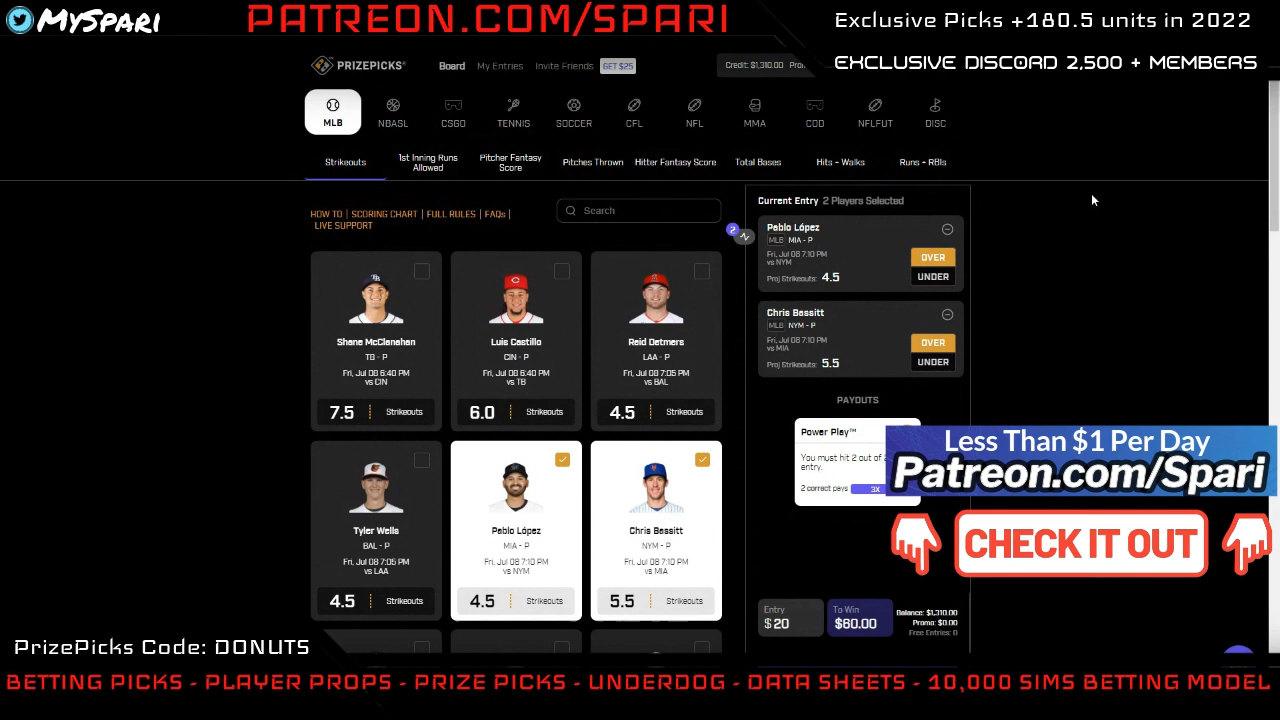 MYSPARI
PATREON.COM/SPARI
Exclusive Picks +180.5 units in 2022
EXCLUSIVE DISCORD 2,500 + MEMBERS
PRIZEPICKS
Board My Entries Invite Friends GET $25
Credit: $1,310.00
MLB NBASL CSGO TENNIS SOCCER CFL NFL MMA COD NFLFUT DISC
Strikeouts 1st Inning Runs Allowed Pitcher Fantasy Score Pitches Thrown Hitter Fantasy Score Total Bases Hits + Walks Runs + RBIs
HOW TO | SCORING CHART | FULL RULES | FAQs |
LIVE SUPPORT
Search
Shane McClanahan
TB - P
Fri, Jul 08 6:40 PM
vs CIN
7.5 Strikeouts
Luis Castillo
CIN - P
Fri, Jul 08 6:40 PM
vs TB
6.0 Strikeouts
Reid Detmers
LAA - P
Fri, Jul 08 7:05 PM
vs BAL
4.5 Strikeouts
Tyler Wells
BAL - P
Fri, Jul 08 7:05 PM
vs LAA
4.5 Strikeouts
Pablo López
MIA - P
Fri, Jul 08 7:10 PM
vs NYM
4.5 Strikeouts
Chris Bassitt
NYM - P
Fri, Jul 08 7:10 PM
vs MIA
5.5 Strikeouts
2
Current Entry 2 Players Selected
Pablo López
MLB MIA - P
Fri, Jul 08 7:10 PM
vs NYM
Proj Strikeouts: 4.5
OVER
UNDER
Chris Bassitt
MLB NYM - P
Fri, Jul 08 7:10 PM
vs MIA
Proj Strikeouts: 5.5
OVER
UNDER
PAYOUTS
Power Play™
You must hit 2 out of
entry.
2 correct pays 3X
Less Than $1 Per Day
Patreon.com/Spari
CHECK IT OUT
Entry
$ 20
To Win
$60.00
Balance: $1,310.00
Promo: $0.00
Free Entries: 0
PrizePicks Code: DONUTS
BETTING PICKS - PLAYER PROPS - PRIZE PICKS - UNDERDOG - DATA SHEETS - 10,000 SIMS BETTING MODEL